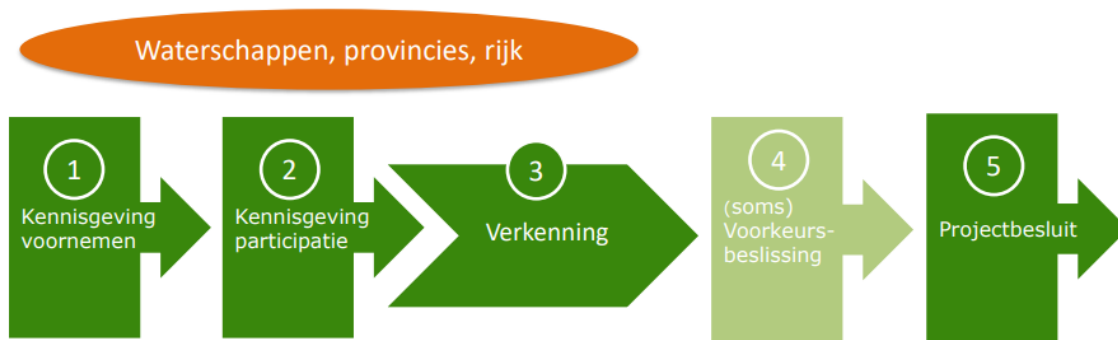 Waterschappen, provincies, rijk
1
Kennisgeving
voornemen
2
Kennisgeving
participatie
3
Verkenning
4
(soms)
Voorkeurs-
beslissing
5
Projectbesluit